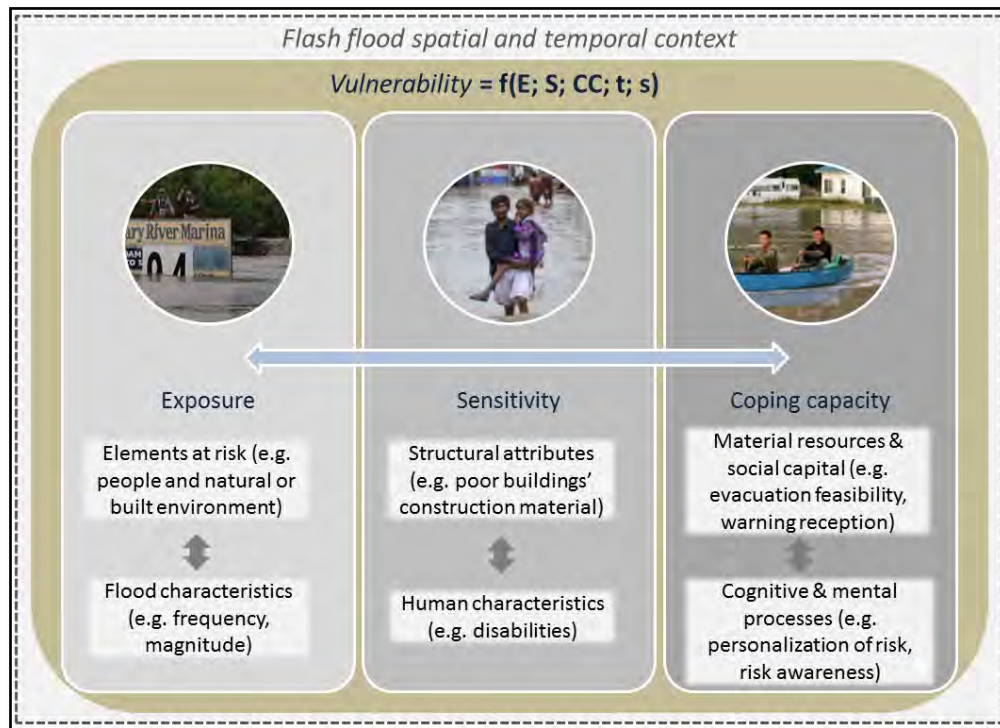 Flash flood spatial and temporal context
Vulnerability = f(E; S; CC; t; s)
ary River Marina
Exposure
Elements at risk (e.g.
people and natural or
built environment)
Flood characteristics
(e.g. frequency,
magnitude)
Sensitivity
Structural attributes
(e.g. poor buildings’
construction material)
Human characteristics
(e.g. disabilities)
Coping capacity
Material resources &
social capital (e.g.
evacuation feasibility,
warning reception)
Cognitive & mental
processes (e.g.
personalization of risk,
risk awareness)